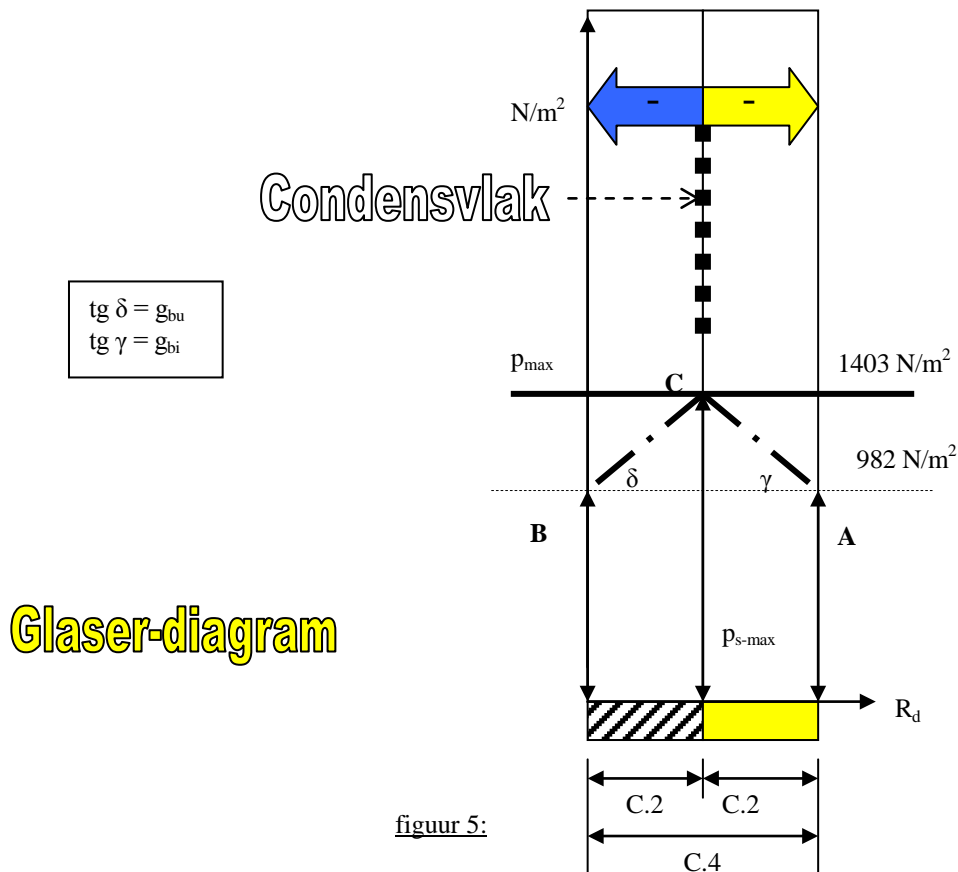 -
-
N/m²
Condensvlak
tg δ = g_bu
tg γ = g_bi
p_max
C
1403 N/m²
982 N/m²
δ
γ
B
A
Glaser-diagram
p_s-max
R_d
C.2
C.2
figuur 5:
C.4